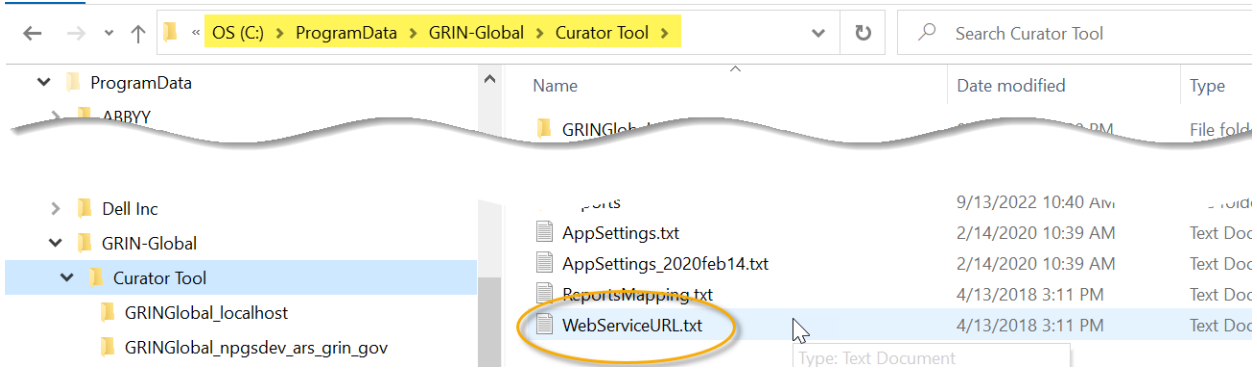 « OS (C:) > ProgramData > GRIN-Global > Curator Tool > Search Curator Tool
ProgramData
ABBYY
Dell Inc
GRIN-Global
Curator Tool
GRINGlobal_localhost
GRINGlobal_npgsdev_ars_grin_gov
Name Date modified Type
File fold
9/13/2022 10:40 AM
AppSettings.txt 2/14/2020 10:39 AM Text Doc
AppSettings_2020feb14.txt 2/14/2020 10:39 AM Text Doc
ReportsMapping.txt 4/13/2018 3:11 PM Text Doc
WebServiceURL.txt 4/13/2018 3:11 PM Text Doc
Type: Text Document